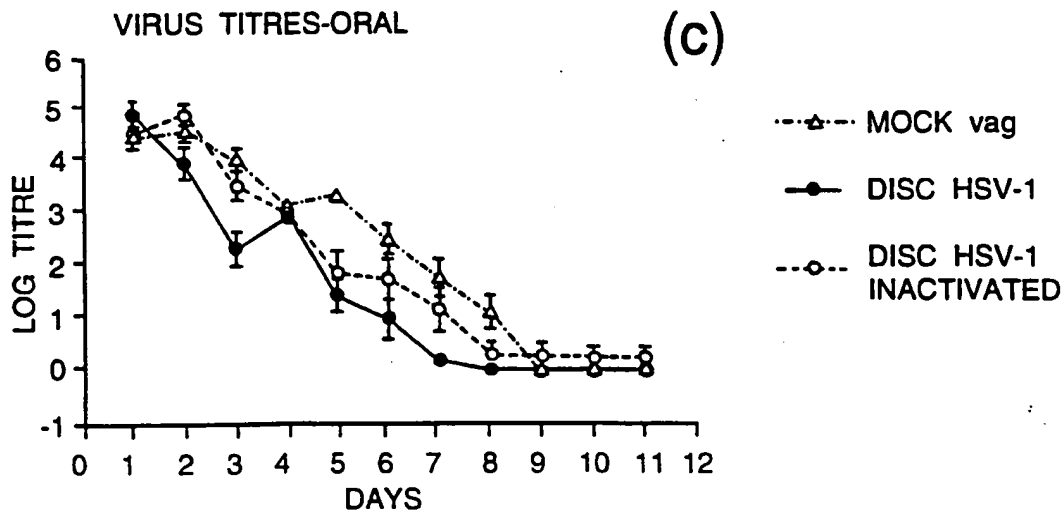 VIRUS TITRES-ORAL
(c)
6
5
4
3
2
1
0
-1
LOG TITRE
0 1 2 3 4 5 6 7 8 9 10 11 12
DAYS
MOCK vag
DISC HSV-1
DISC HSV-1
INACTIVATED